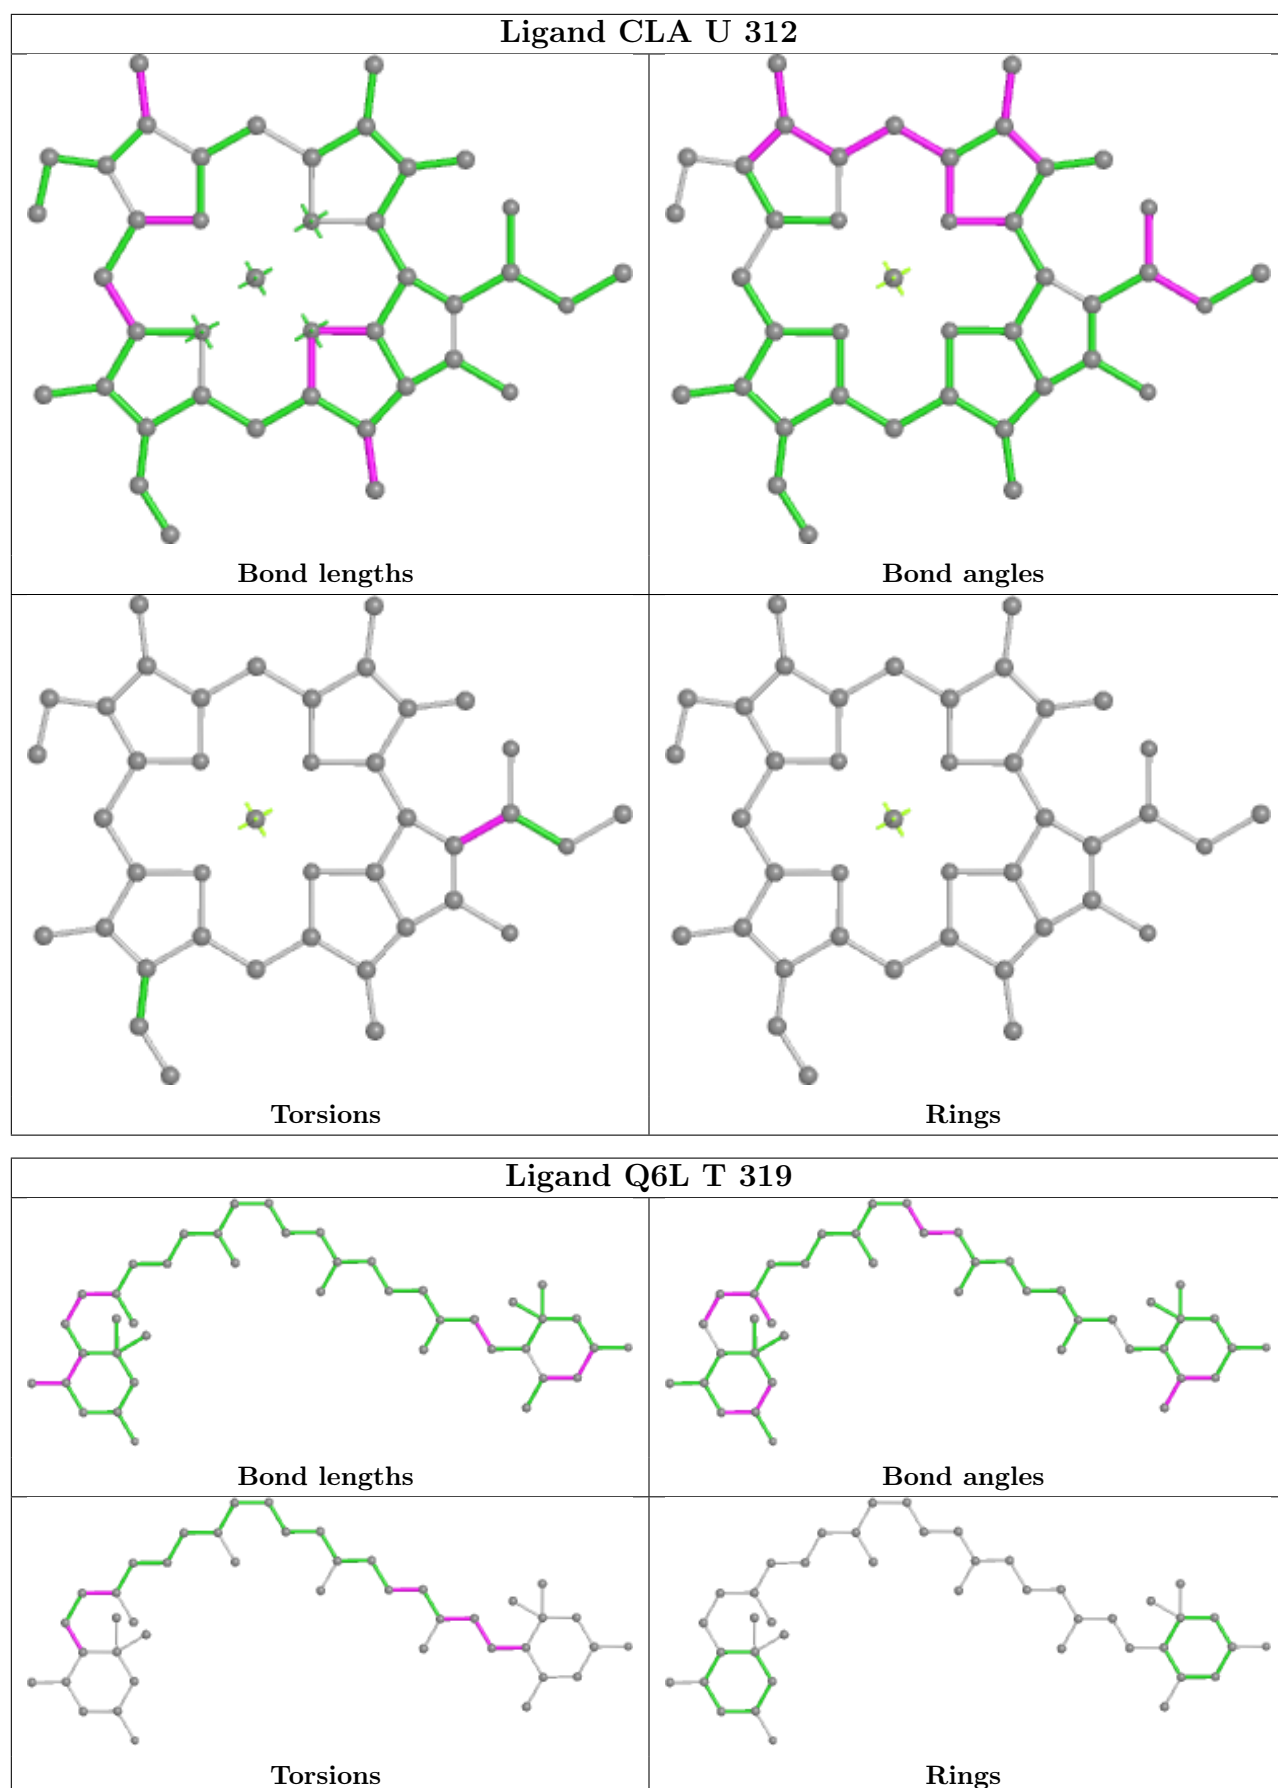 Ligand CLA U 312
Bond lengths
Bond angles
Torsions
Rings
Ligand Q6L T 319
Bond lengths
Bond angles
Torsions
Rings